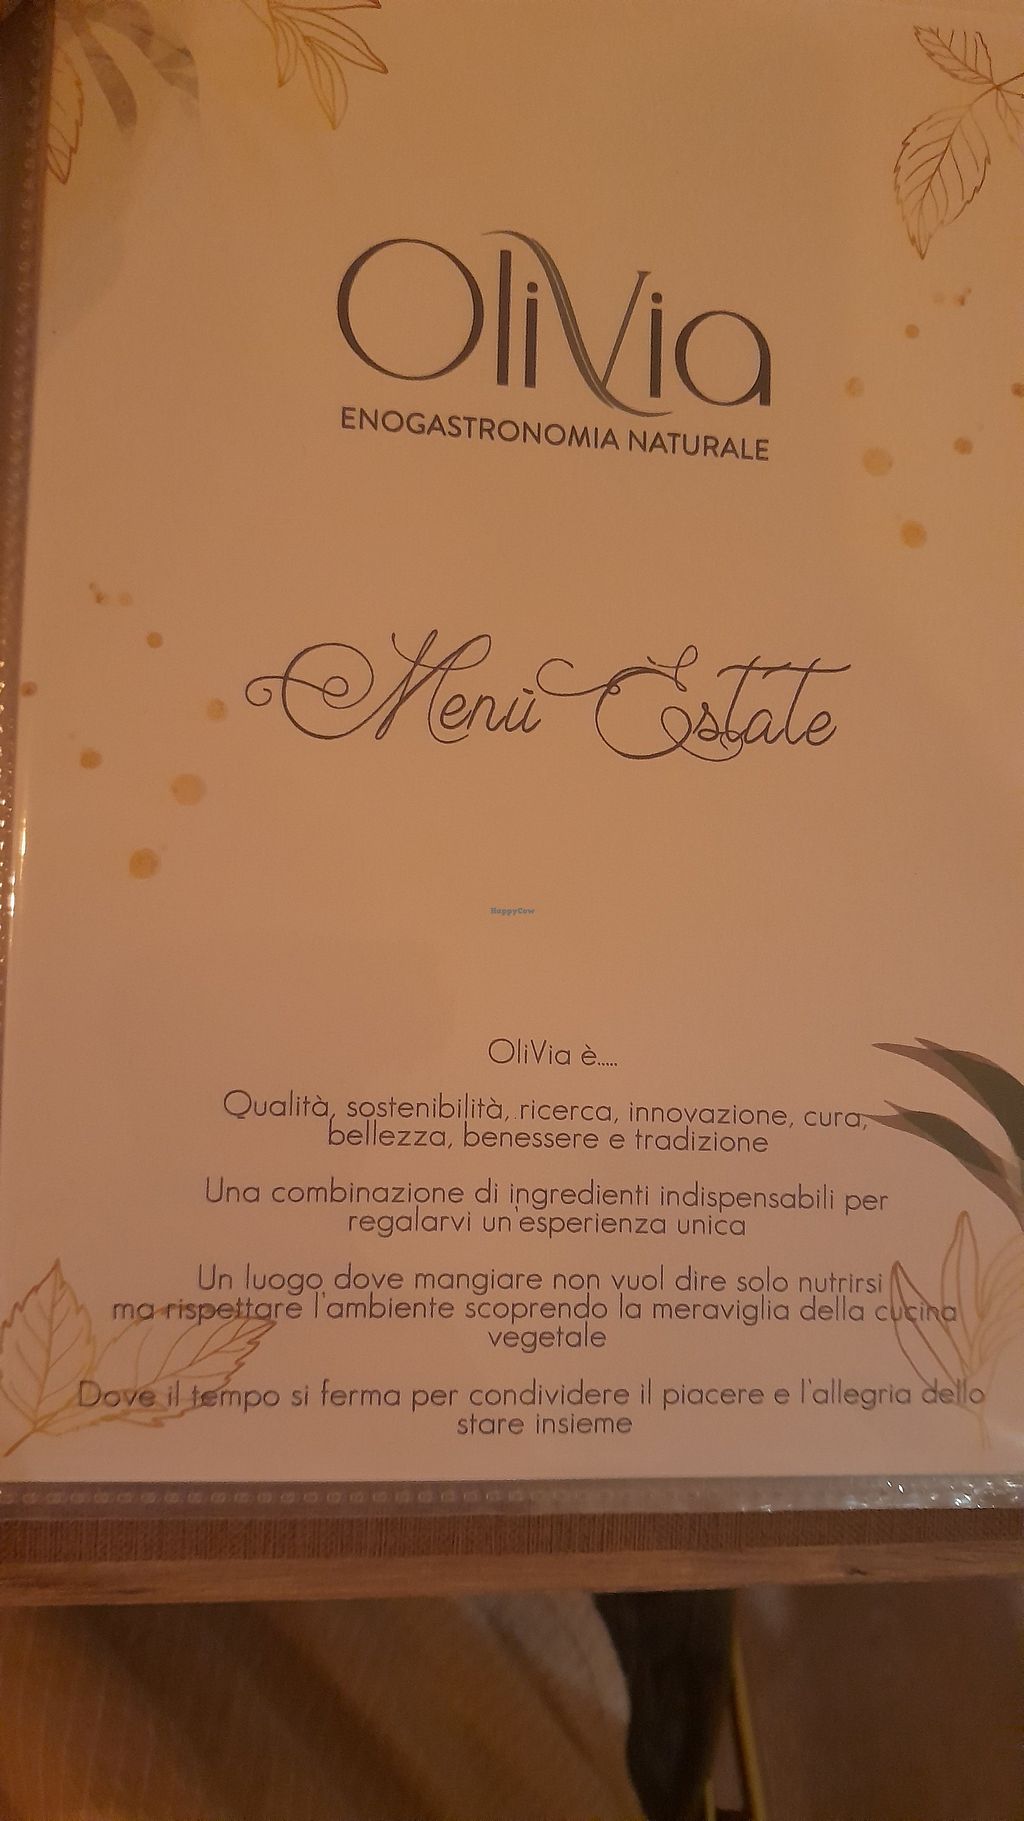 OliVia
ENOGASTRONOMIA NATURALE
Menù Estate
HappyCow
OliVia è.....
Qualità, sostenibilità, ricerca, innovazione, cura,
bellezza, benessere e tradizione
Una combinazione di ingredienti indispensabili per
regalarvi un'esperienza unica
Un luogo dove mangiare non vuol dire solo nutrirsi
ma rispettare l'ambiente scoprendo la meraviglia della cucina
vegetale
Dove il tempo si ferma per condividere il piacere e l'allegria dello
stare insieme